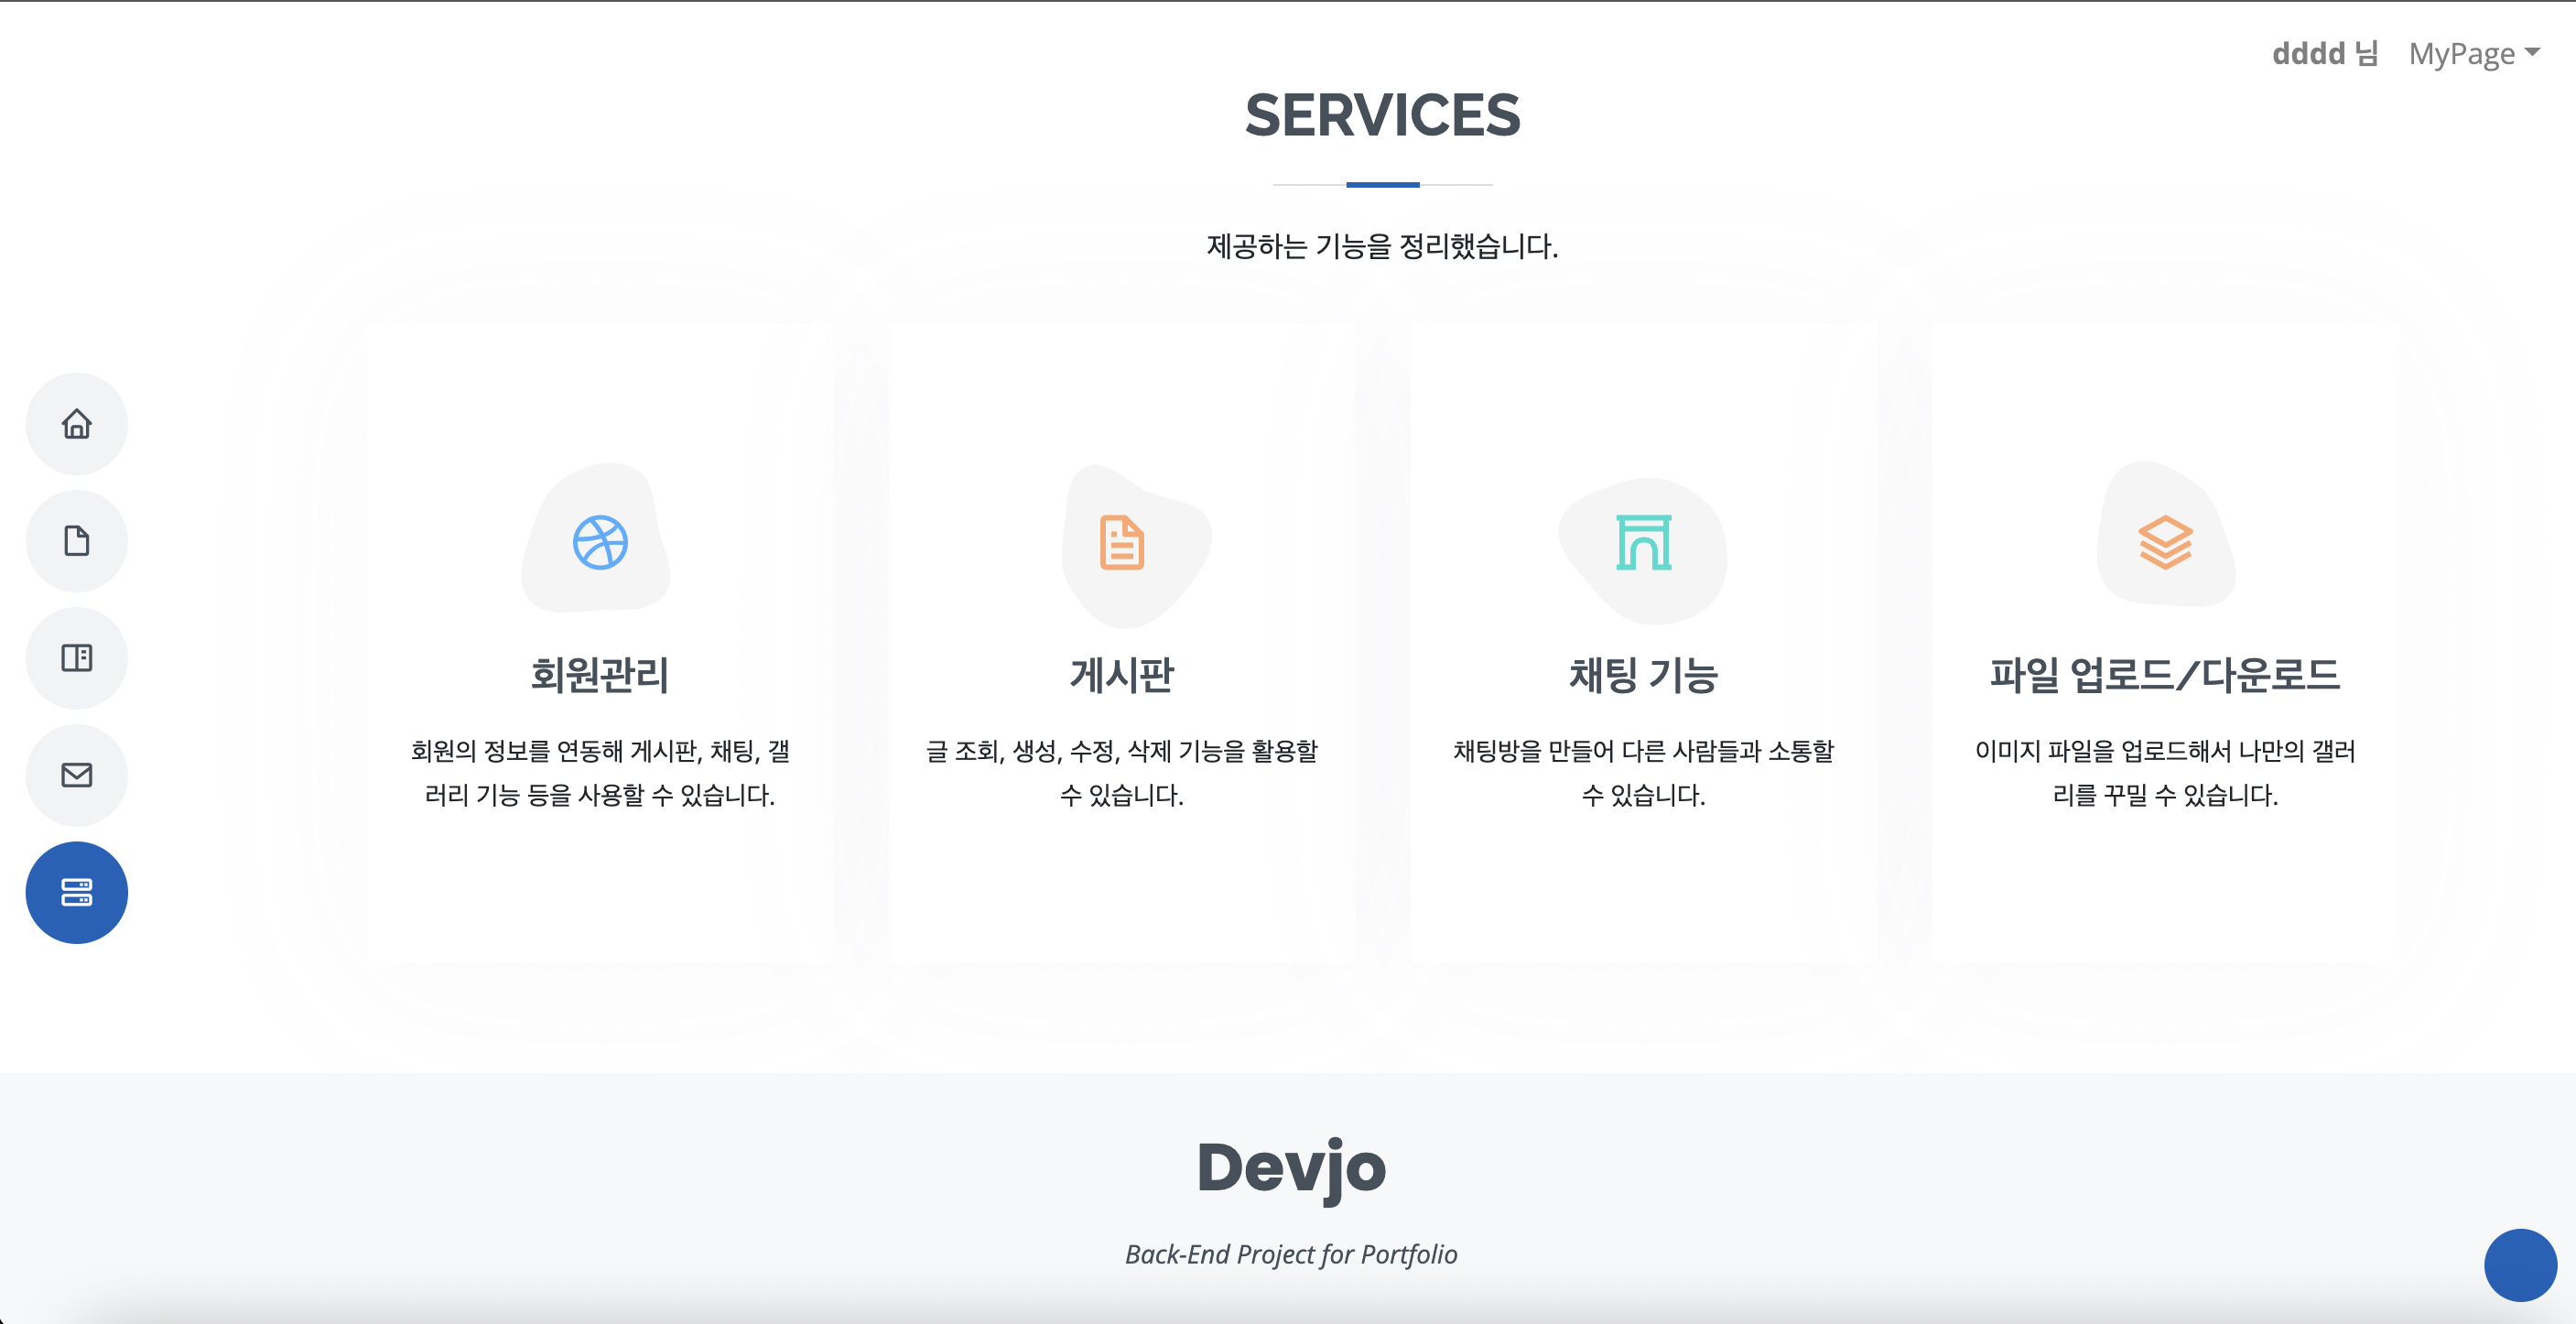 dddd 님 MyPage
SERVICES
제공하는 기능을 정리했습니다.
회원관리
회원의 정보를 연동해 게시판, 채팅, 갤
러리 기능 등을 사용할 수 있습니다.
게시판
글 조회, 생성, 수정, 삭제 기능을 활용할
수 있습니다.
채팅 기능
채팅방을 만들어 다른 사람들과 소통할
수 있습니다.
파일 업로드/다운로드
이미지 파일을 업로드해서 나만의 갤러
리를 꾸밀 수 있습니다.
Devjo
Back-End Project for Portfolio